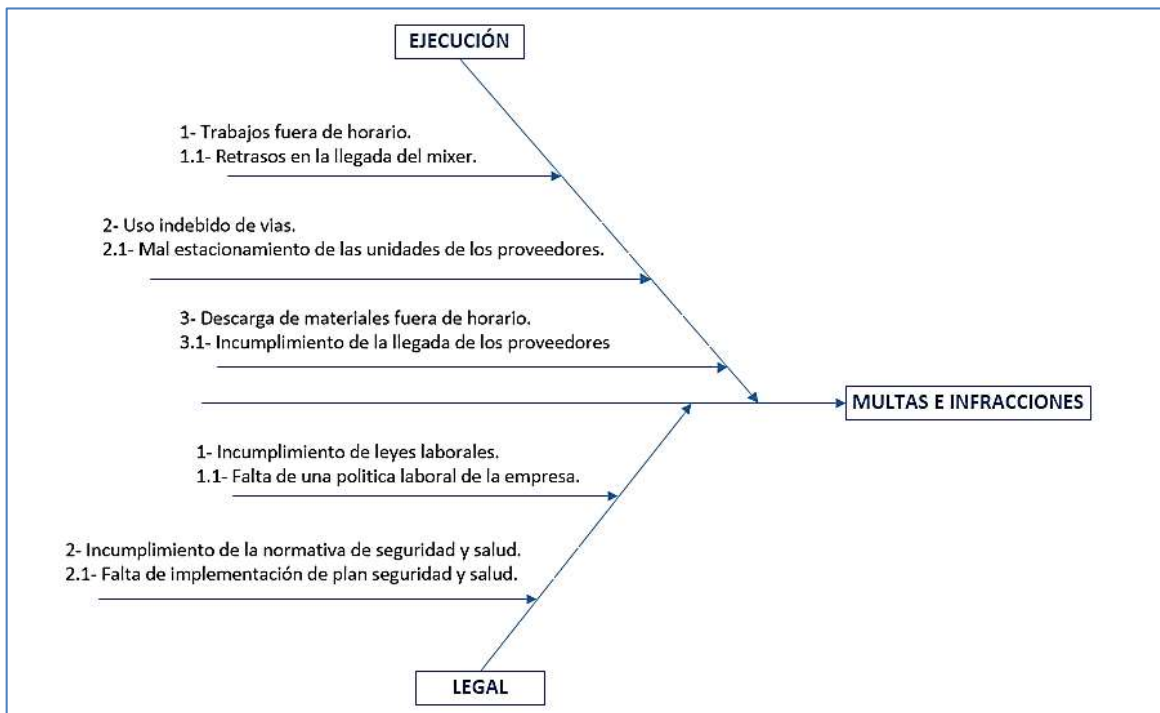 EJECUCIÓN
1- Trabajos fuera de horario.
1.1- Retrasos en la llegada del mixer.
2- Uso indebido de vias.
2.1- Mal estacionamiento de las unidades de los proveedores.
3- Descarga de materiales fuera de horario.
3.1- Incumplimiento de la llegada de los proveedores
MULTAS E INFRACCIONES
1- Incumplimiento de leyes laborales.
1.1- Falta de una politica laboral de la empresa.
2- Incumplimiento de la normativa de seguridad y salud.
2.1- Falta de implementación de plan seguridad y salud.
LEGAL